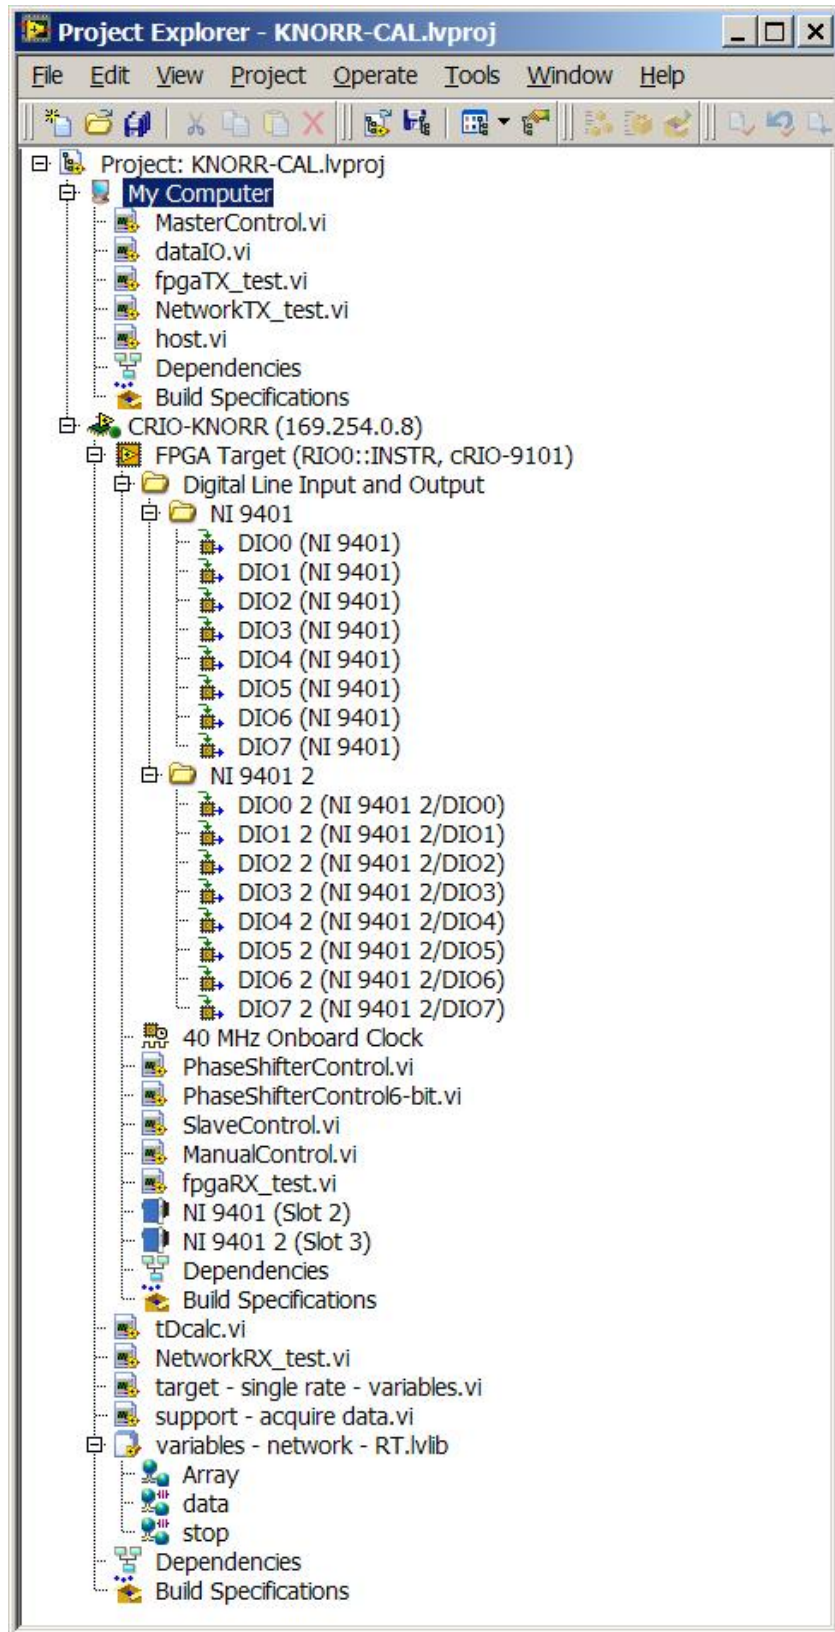 Project Explorer - KNORR-CAL.lvproj
File Edit View Project Operate Tools Window Help
Project: KNORR-CAL.lvproj
My Computer
MasterControl.vi
dataIO.vi
fpgaTX_test.vi
NetworkTX_test.vi
host.vi
Dependencies
Build Specifications
CRIO-KNORR (169.254.0.8)
FPGA Target (RIO0::INSTR, cRIO-9101)
Digital Line Input and Output
NI 9401
DIO0 (NI 9401)
DIO1 (NI 9401)
DIO2 (NI 9401)
DIO3 (NI 9401)
DIO4 (NI 9401)
DIO5 (NI 9401)
DIO6 (NI 9401)
DIO7 (NI 9401)
NI 9401 2
DIO0 2 (NI 9401 2/DIO0)
DIO1 2 (NI 9401 2/DIO1)
DIO2 2 (NI 9401 2/DIO2)
DIO3 2 (NI 9401 2/DIO3)
DIO4 2 (NI 9401 2/DIO4)
DIO5 2 (NI 9401 2/DIO5)
DIO6 2 (NI 9401 2/DIO6)
DIO7 2 (NI 9401 2/DIO7)
40 MHz Onboard Clock
PhaseShifterControl.vi
PhaseShifterControl6-bit.vi
SlaveControl.vi
ManualControl.vi
fpgaRX_test.vi
NI 9401 (Slot 2)
NI 9401 2 (Slot 3)
Dependencies
Build Specifications
tDcalc.vi
NetworkRX_test.vi
target - single rate - variables.vi
support - acquire data.vi
variables - network - RT.lvlib
Array
data
stop
Dependencies
Build Specifications